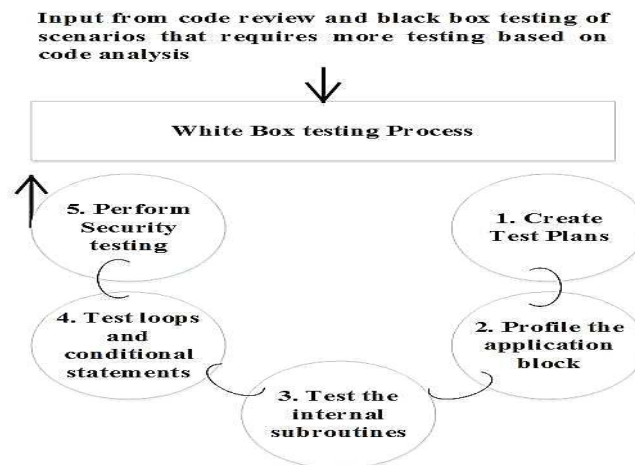 Input from code review and black box testing of
scenarios that requires more testing based on
code analysis
White Box testing Process
1. Create
Test Plans
2. Profile the
application
block
3. Test the
internal
subroutines
4. Test loops
and
conditional
statements
5. Perform
Security
testing